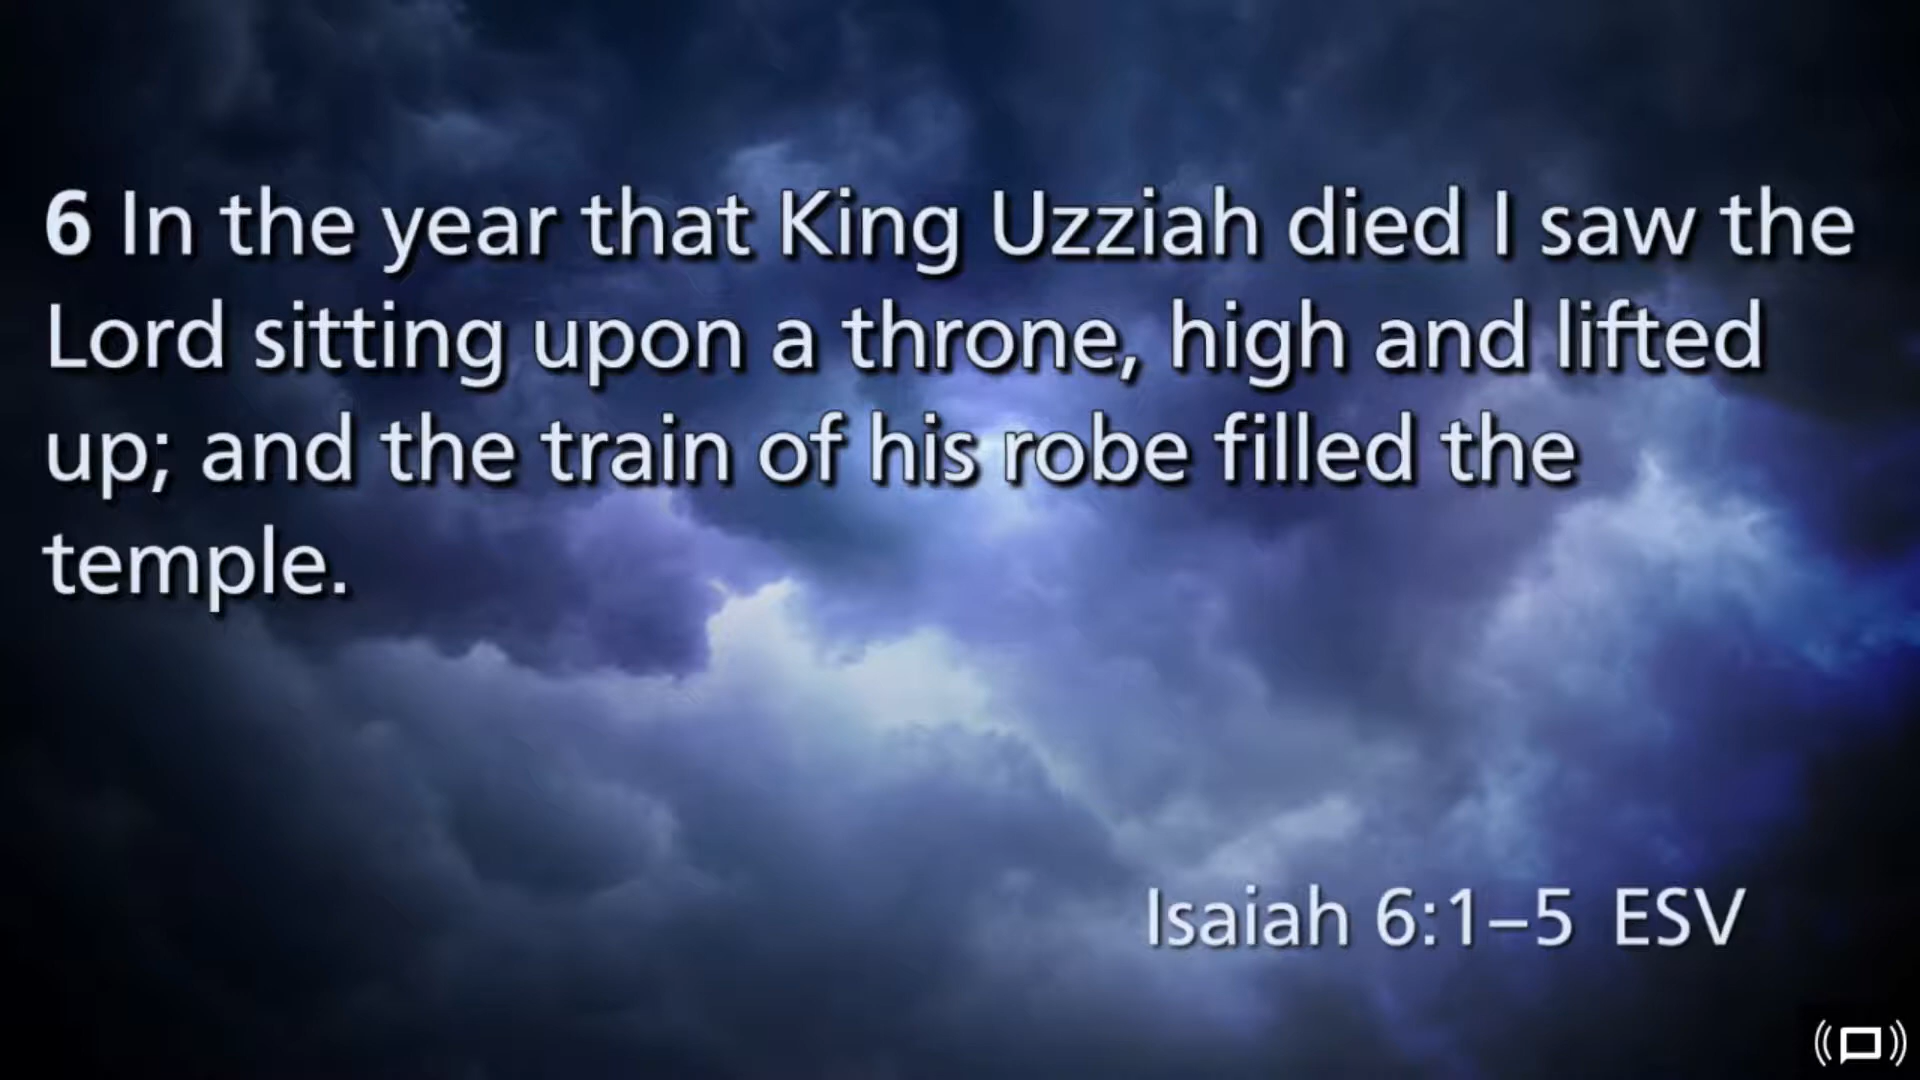 6 In the year that King Uzziah died I saw the
Lord sitting upon a throne, high and lifted
up; and the train of his robe filled the
temple.
Isaiah 6:1–5 ESV